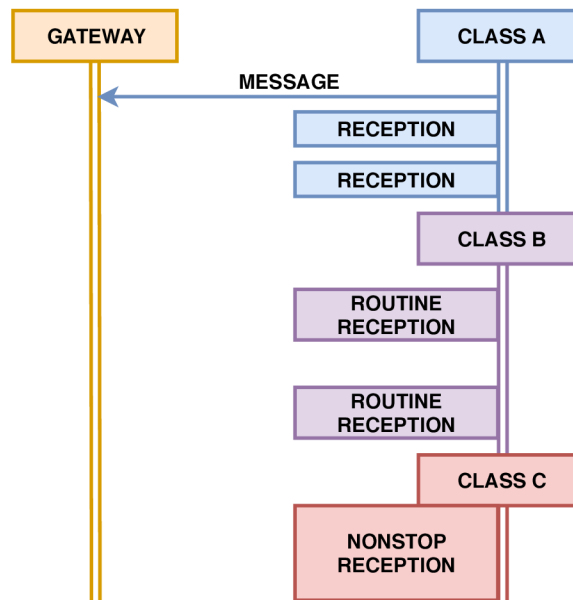 GATEWAY
CLASS A
MESSAGE
RECEPTION
RECEPTION
CLASS B
ROUTINE
RECEPTION
ROUTINE
RECEPTION
CLASS C
NONSTOP
RECEPTION